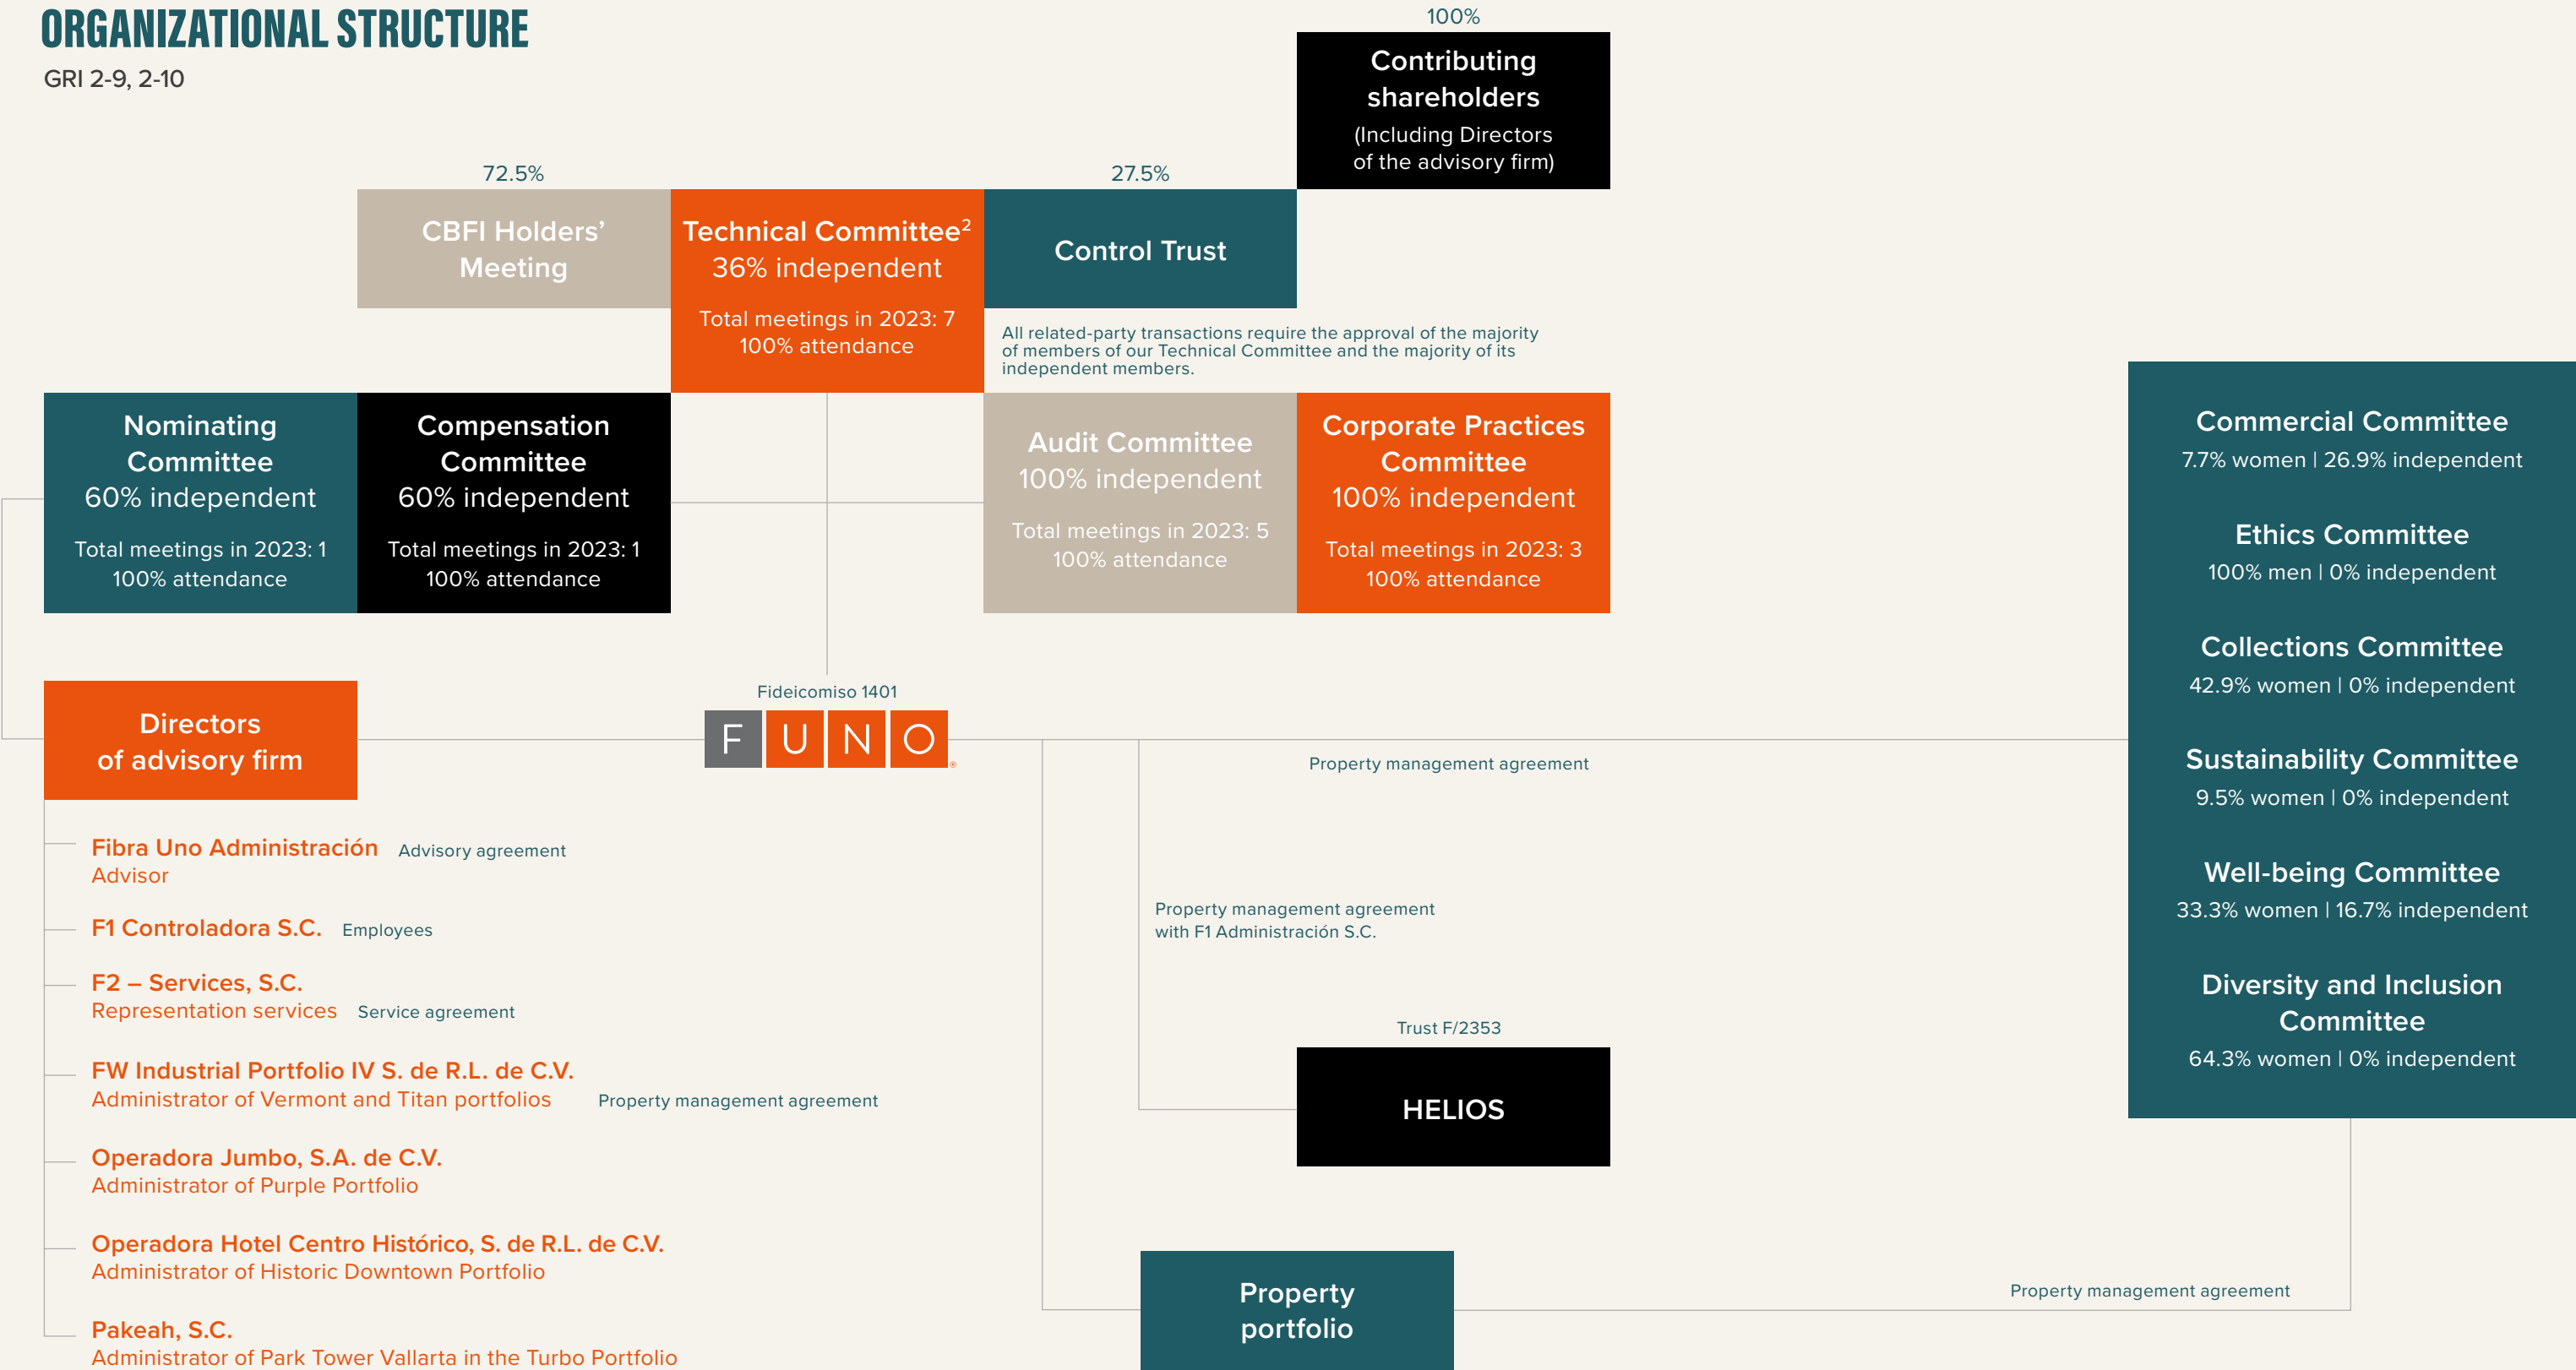 ORGANIZATIONAL STRUCTURE
GRI 2-9, 2-10
100%
Contributing
shareholders
(Including Directors
of the advisory firm)
72.5%
CBFI Holders’
Meeting
Technical Committee²
36% independent
Total meetings in 2023: 7
100% attendance
27.5%
Control Trust
All related-party transactions require the approval of the majority
of members of our Technical Committee and the majority of its
independent members.
Nominating
Committee
60% independent
Total meetings in 2023: 1
100% attendance
Compensation
Committee
60% independent
Total meetings in 2023: 1
100% attendance
Audit Committee
100% independent
Total meetings in 2023: 5
100% attendance
Corporate Practices
Committee
100% independent
Total meetings in 2023: 3
100% attendance
Directors
of advisory firm
Fideicomiso 1401
FUNO®
Property management agreement
Fibra Uno Administración Advisory agreement
Advisor
F1 Controladora S.C. Employees
F2 – Services, S.C.
Representation services Service agreement
FW Industrial Portfolio IV S. de R.L. de C.V.
Administrator of Vermont and Titan portfolios Property management agreement
Operadora Jumbo, S.A. de C.V.
Administrator of Purple Portfolio
Operadora Hotel Centro Histórico, S. de R.L. de C.V.
Administrator of Historic Downtown Portfolio
Pakeah, S.C.
Administrator of Park Tower Vallarta in the Turbo Portfolio
Property management agreement
with F1 Administración S.C.
Trust F/2353
HELIOS
Property
portfolio
Property management agreement
Commercial Committee
7.7% women | 26.9% independent
Ethics Committee
100% men | 0% independent
Collections Committee
42.9% women | 0% independent
Sustainability Committee
9.5% women | 0% independent
Well-being Committee
33.3% women | 16.7% independent
Diversity and Inclusion
Committee
64.3% women | 0% independent